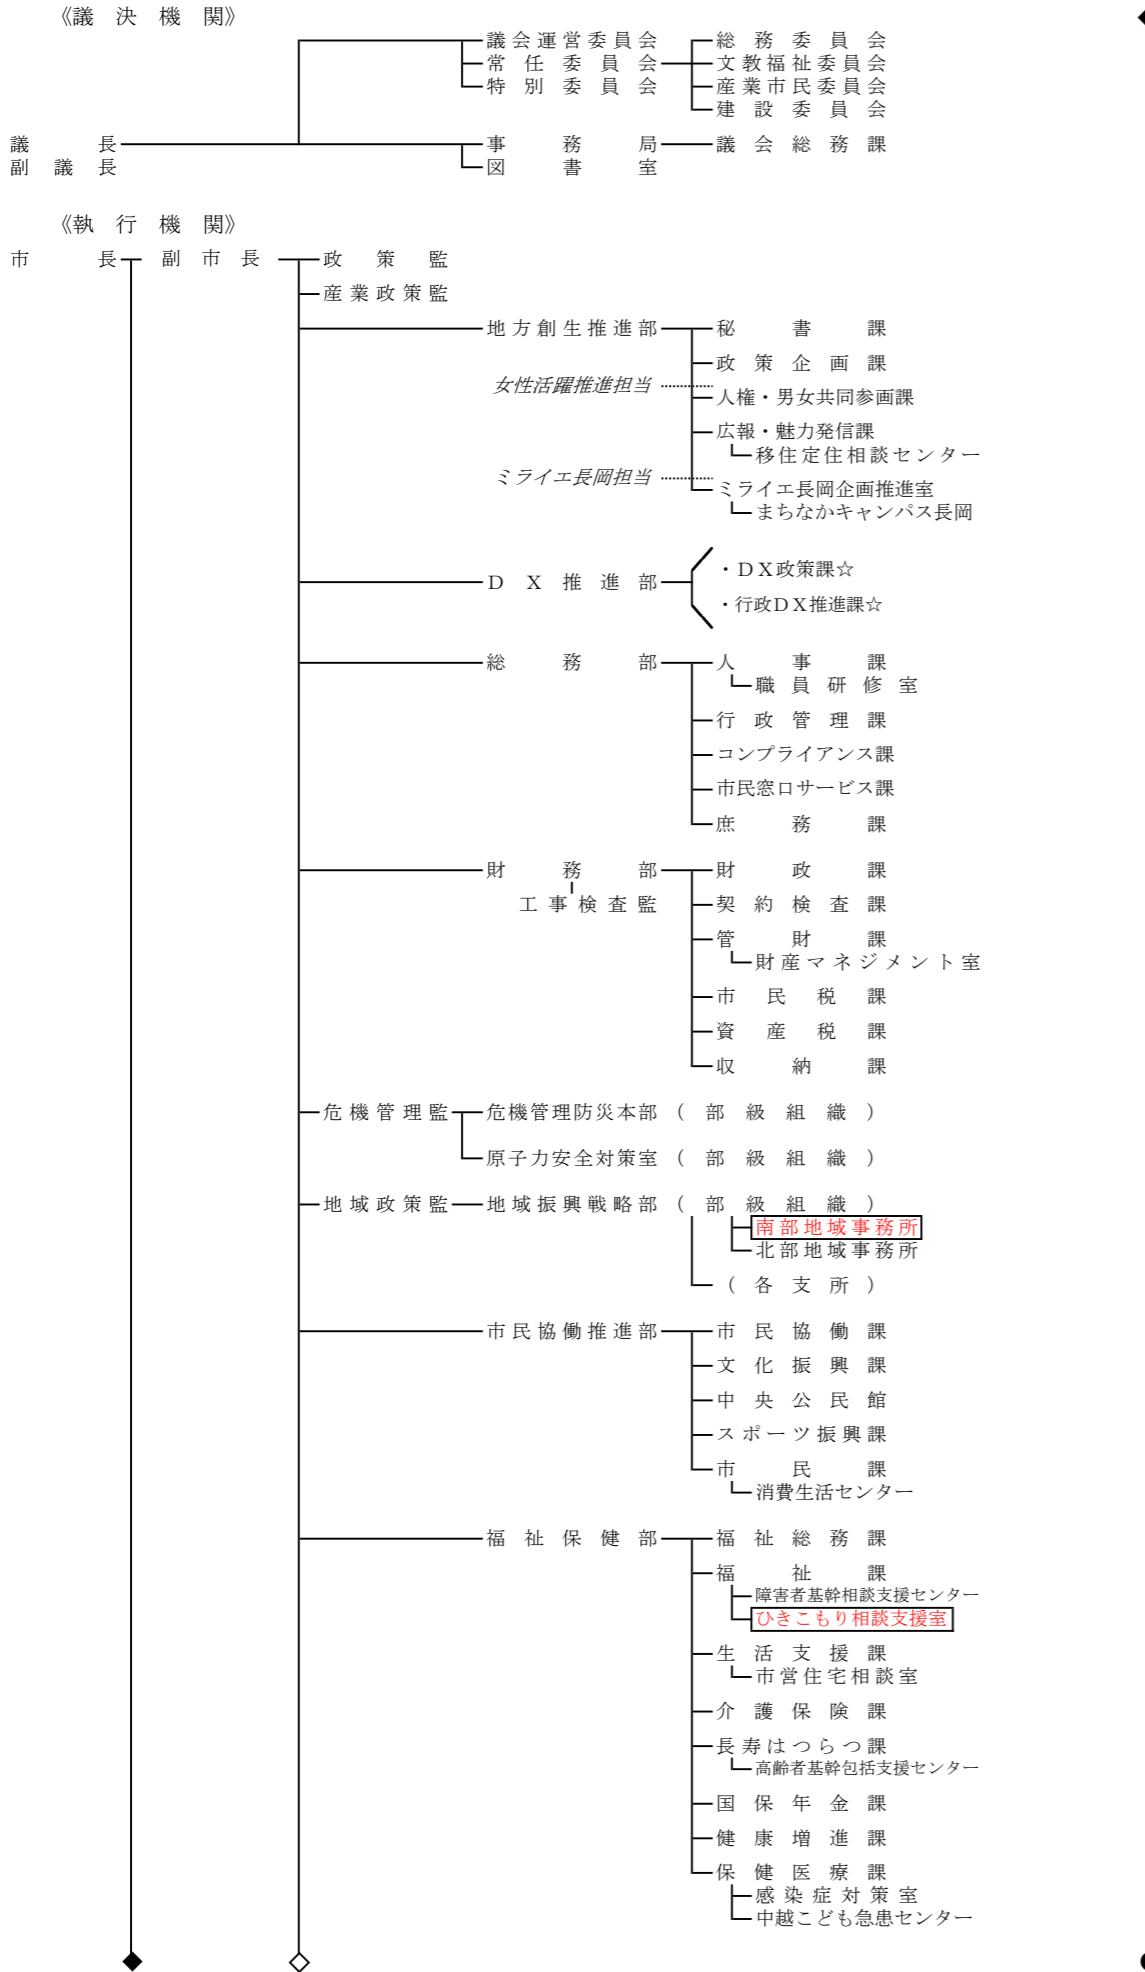 《議決機関》
議会運営委員会 総務委員会
常任委員会 文教福祉委員会
特別委員会 産業市民委員会
建設委員会
議長 事務局 議会総務課
副議長 図書室
《執行機関》
市長 副市長 政策監
産業政策監
地方創生推進部 秘書課
政策企画課
女性活躍推進担当
人権・男女共同参画課
広報・魅力発信課
移住定住相談センター
ミライエ長岡担当
ミライエ長岡企画推進室
まちなかキャンパス長岡
・ＤＸ政策課☆
ＤＸ推進部
・行政ＤＸ推進課☆
総務部 人事課
職員研修室
行政管理課
コンプライアンス課
市民窓口サービス課
庶務課
財務部 財政課
工事検査監 契約検査課
管財課
財産マネジメント室
市民税課
資産税課
収納課
危機管理監 危機管理防災本部（部級組織）
原子力安全対策室（部級組織）
地域政策監 地域振興戦略部（部級組織）
南部地域事務所
北部地域事務所
（各支所）
市民協働推進部 市民協働課
文化振興課
中央公民館
スポーツ振興課
市民課
消費生活センター
福祉保健部 福祉総務課
福祉課
障害者基幹相談支援センター
ひきこもり相談支援室
生活支援課
市営住宅相談室
介護保険課
長寿はつらつ課
高齢者基幹包括支援センター
国保年金課
健康増進課
保健医療課
感染症対策室
中越こども急患センター